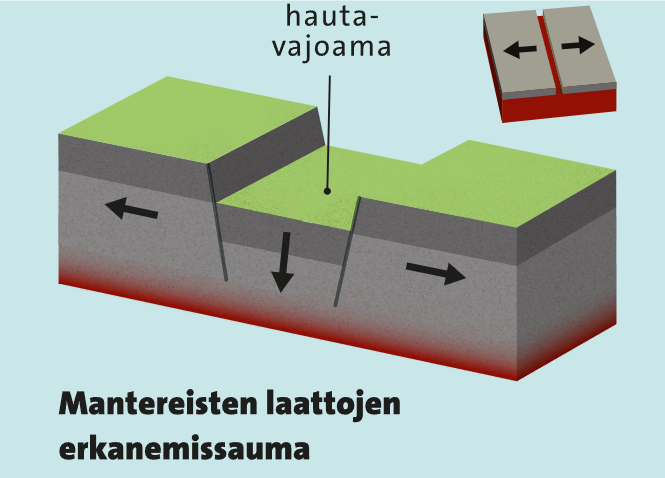 hauta-
vajoama
Mantereisten laattojen
erkanemissauma